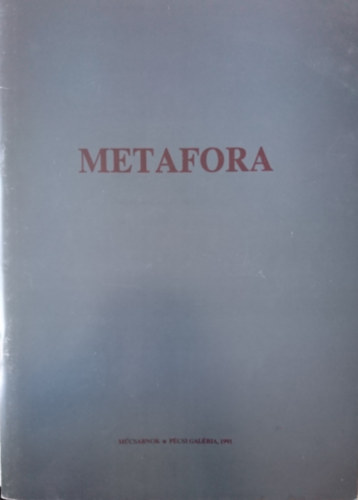 METAFORA
MŰCSARNOK ● PÉCSI GALÉRIA, 1991